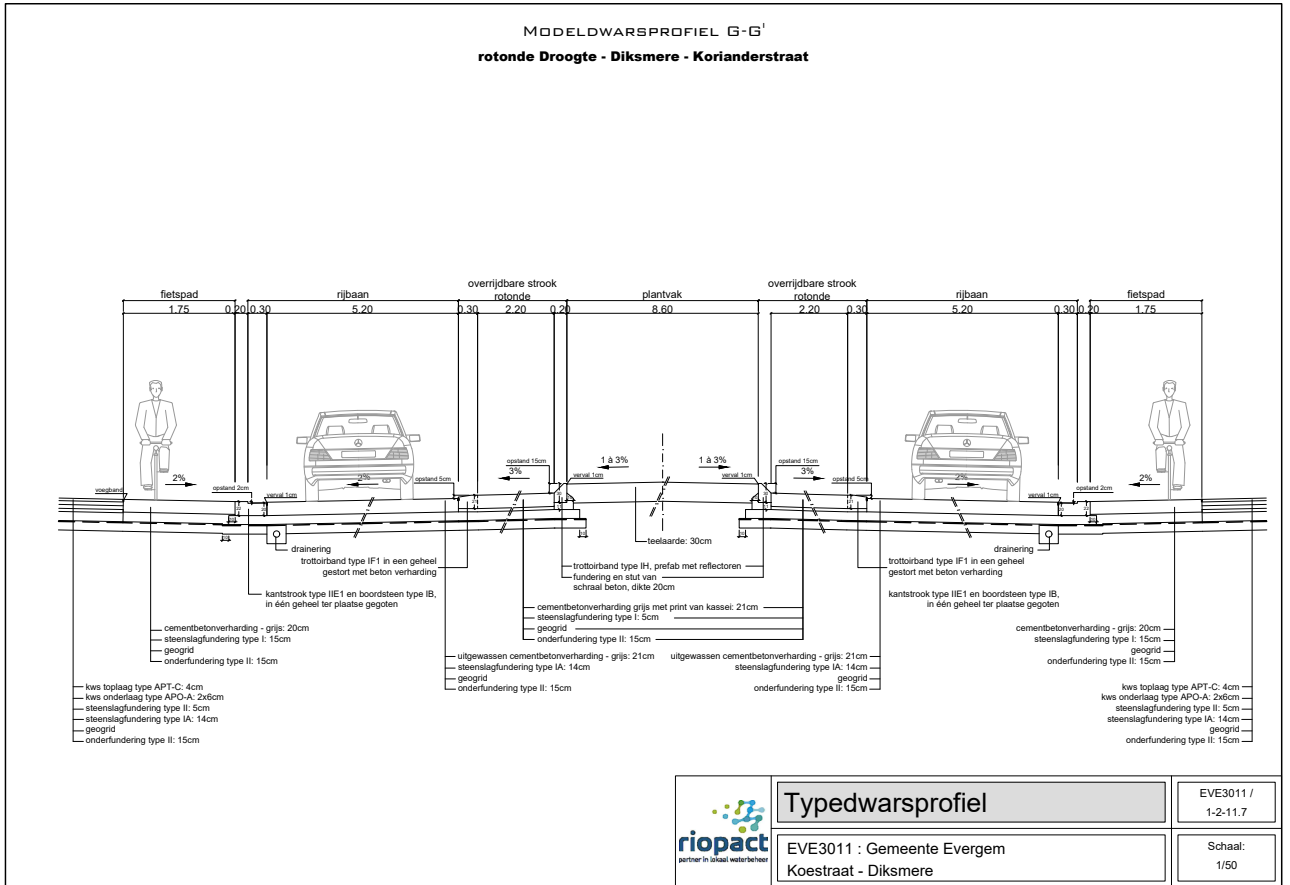 Modeldwarsprofiel G-G'
rotonde Droogte - Diksmere - Korianderstraat
fietspad
rijbaan
overrijdbare strook
rotonde
plantvak
overrijdbare strook
rotonde
rijbaan
fietspad
1.75 0.20 0.30 5.20 0.30 2.20 0.20 8.60 2.20 0.30 5.20 0.30 0.20 1.75
voegband
2%
opstand 2cm
verval 1cm
2%
opstand 5cm
3%
opstand 15cm
verval 1cm
1 à 3%
1 à 3%
verval 1cm
opstand 15cm
3%
opstand 5cm
2%
verval 1cm
opstand 2cm
2%
teelaarde: 30cm
drainering
trottoirband type IF1 in een geheel
gestort met beton verharding
kantstrook type IIE1 en boordsteen type IB,
in één geheel ter plaatse gegoten
trottoirband type IH, prefab met reflectoren
fundering en stut van
schraal beton, dikte 20cm
drainering
trottoirband type IF1 in een geheel
gestort met beton verharding
kantstrook type IIE1 en boordsteen type IB,
in één geheel ter plaatse gegoten
cementbetonverharding grijs met print van kassei: 21cm
steenslagfundering type I: 5cm
geogrid
onderfundering type II: 15cm
cementbetonverharding - grijs: 20cm
steenslagfundering type I: 15cm
geogrid
onderfundering type II: 15cm
uitgewassen cementbetonverharding - grijs: 21cm
steenslagfundering type IA: 14cm
geogrid
onderfundering type II: 15cm
uitgewassen cementbetonverharding - grijs: 21cm
steenslagfundering type IA: 14cm
geogrid
onderfundering type II: 15cm
cementbetonverharding - grijs: 20cm
steenslagfundering type I: 15cm
geogrid
onderfundering type II: 15cm
kws toplaag type APT-C: 4cm
kws onderlaag type APO-A: 2x6cm
steenslagfundering type II: 5cm
steenslagfundering type IA: 14cm
geogrid
onderfundering type II: 15cm
kws toplaag type APT-C: 4cm
kws onderlaag type APO-A: 2x6cm
steenslagfundering type II: 5cm
steenslagfundering type IA: 14cm
geogrid
onderfundering type II: 15cm
riopact
partner in lokaal waterbeheer
Typedwarsprofiel
EVE3011 /
1-2-11.7
EVE3011 : Gemeente Evergem
Koestraat - Diksmere
Schaal:
1/50